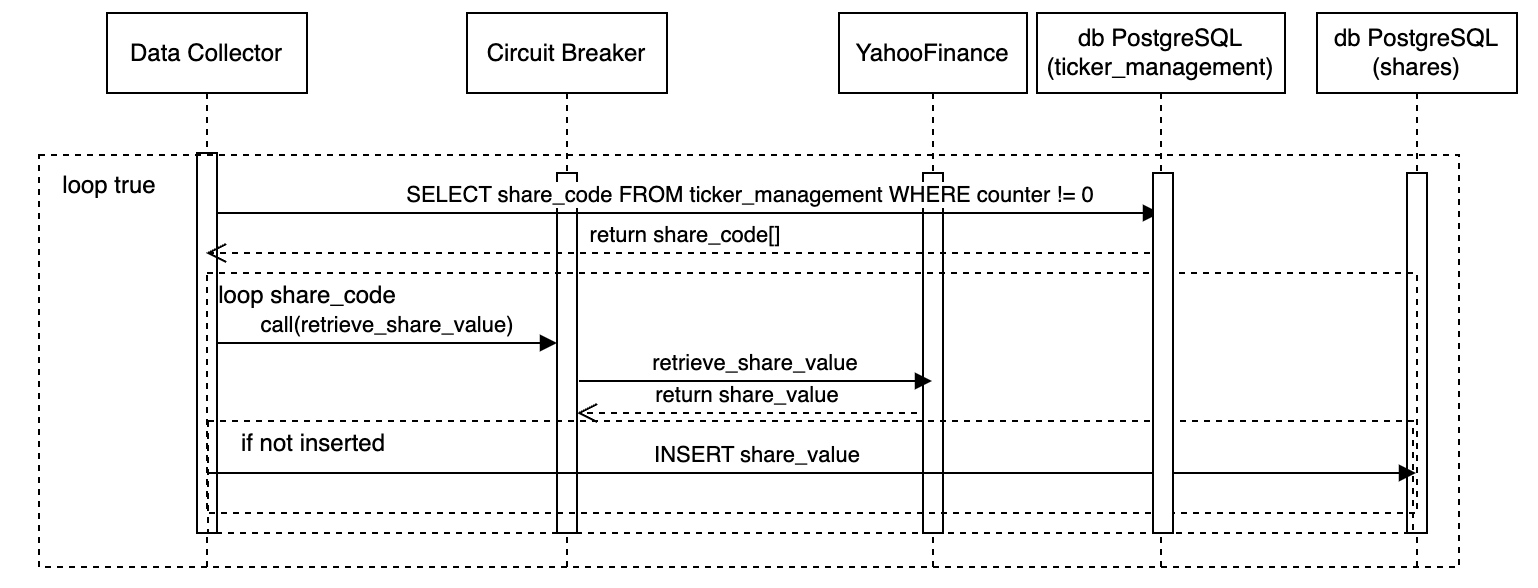 Data Collector
Circuit Breaker
YahooFinance
db PostgreSQL
(ticker_management)
db PostgreSQL
(shares)
loop true
SELECT share_code FROM ticker_management WHERE counter != 0
return share_code[]
loop share_code
call(retrieve_share_value)
retrieve_share_value
return share_value
if not inserted
INSERT share_value